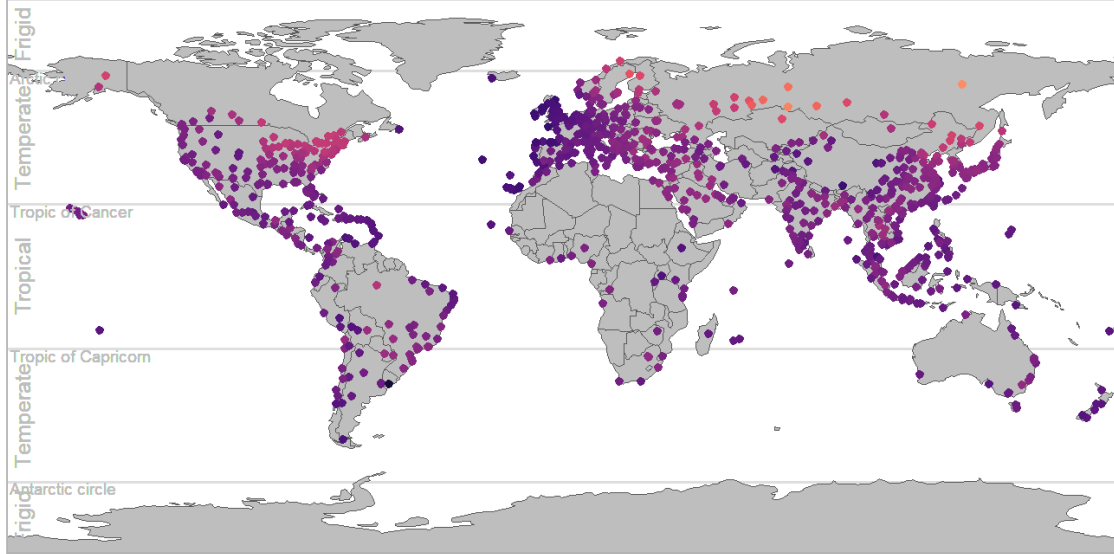 Frigid
Arctic
Temperate
Tropic of Cancer
Tropical
Tropic of Capricorn
Temperate
Antarctic circle
Frigid